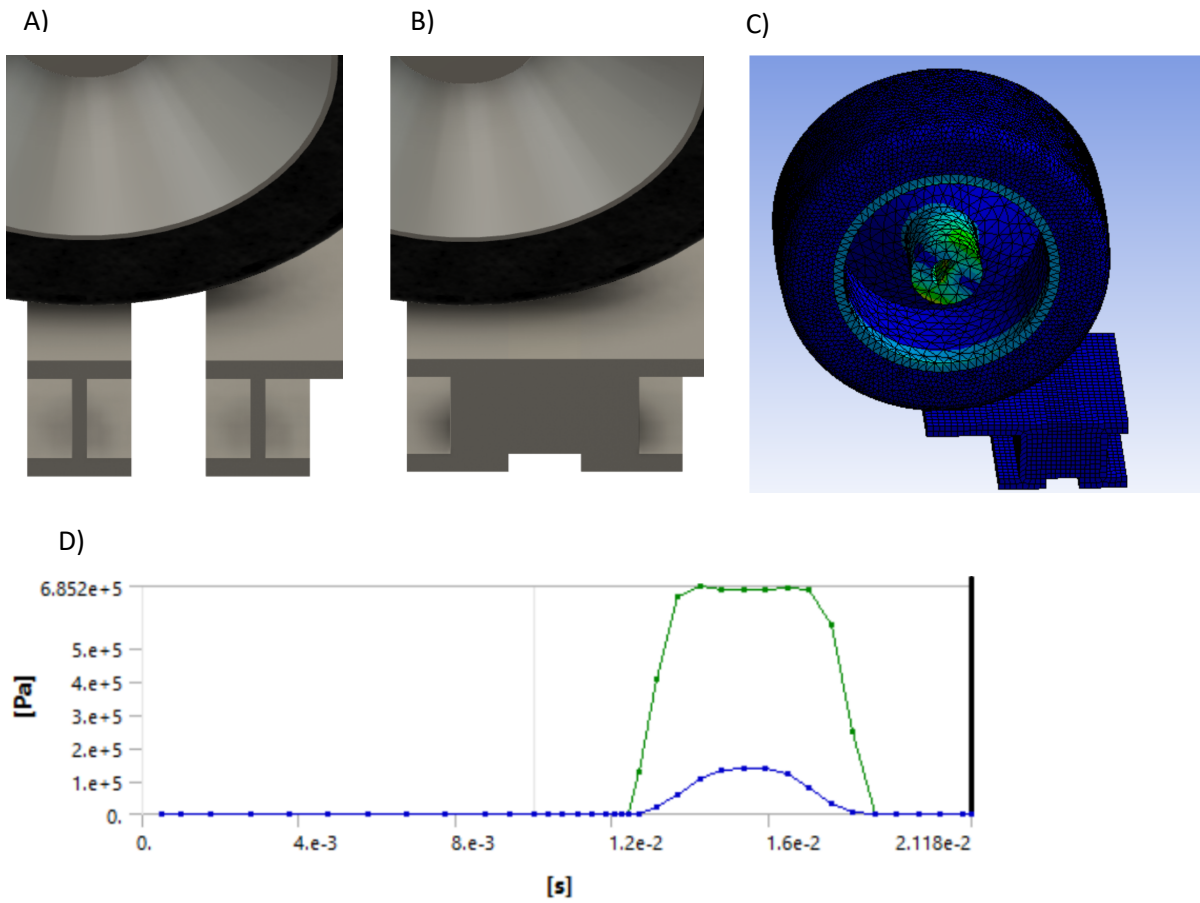 A)
B)
C)
D)
6.852e+5
5.e+5
4.e+5
3.e+5
2.e+5
1.e+5
0.
[Pa]
0.
4.e-3
8.e-3
1.2e-2
1.6e-2
2.118e-2
[s]